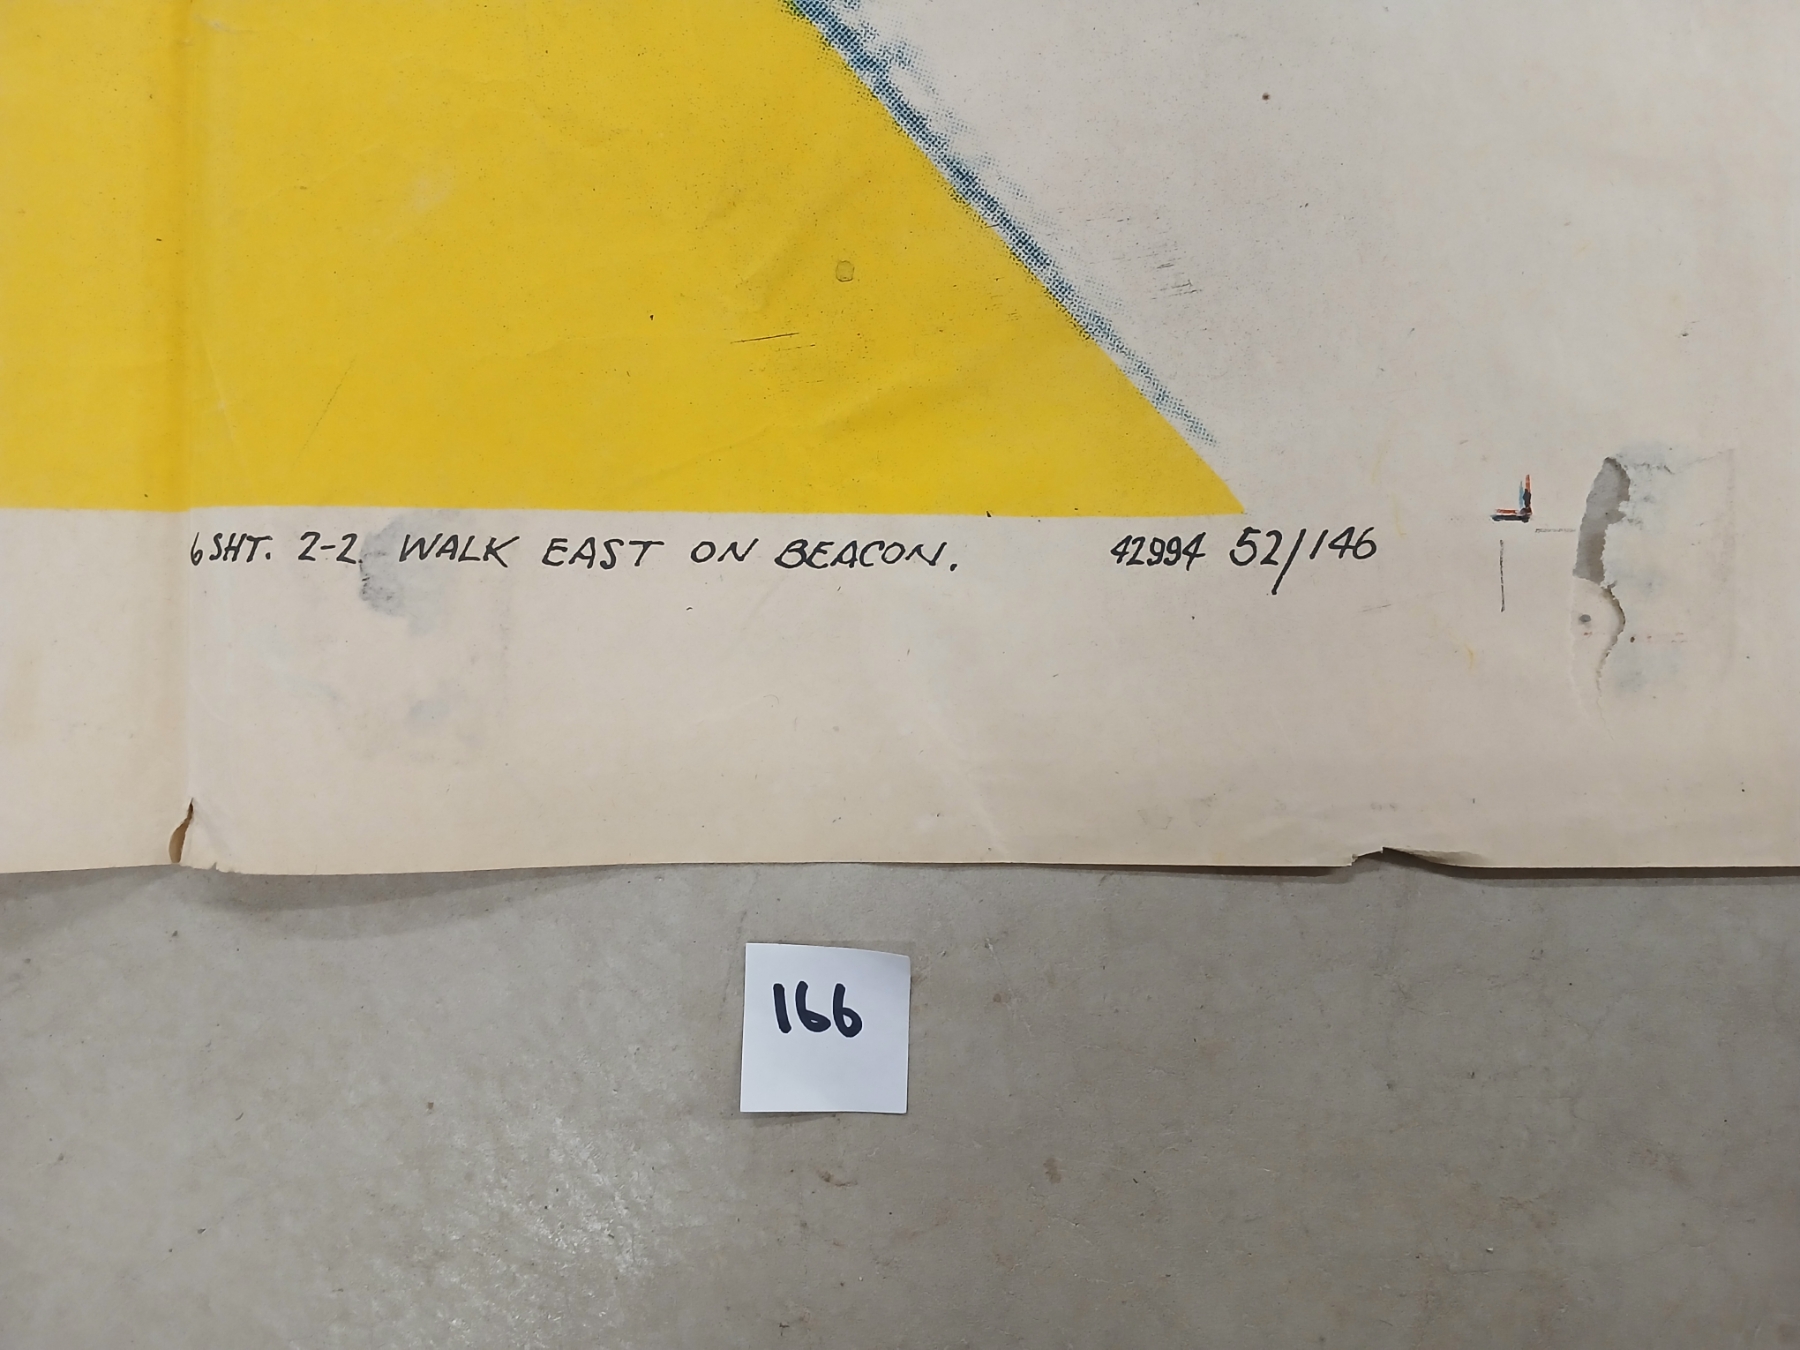 6 SHT. 2-2 WALK EAST ON BEACON. 42994 52/146
166